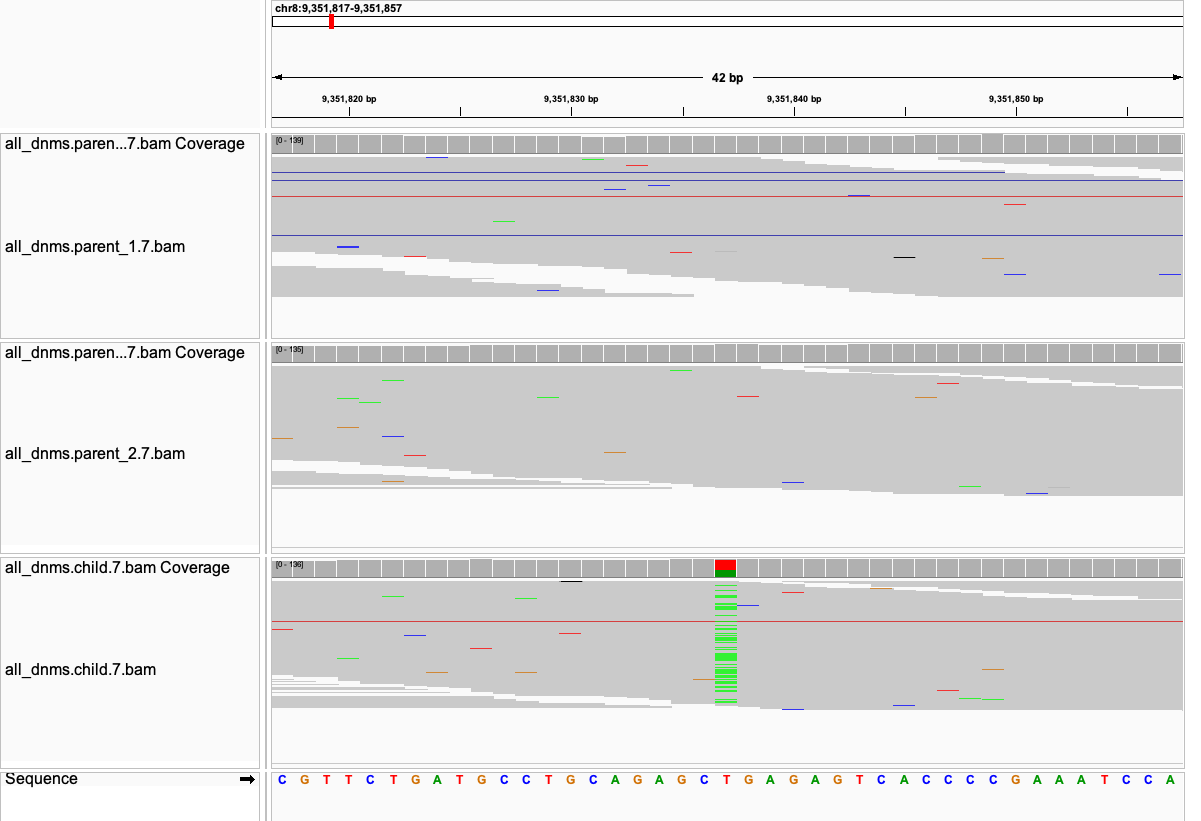 chr8:9,351,817-9,351,857
42 bp
9,351,820 bp 9,351,830 bp 9,351,840 bp 9,351,850 bp
all_dnms.paren...7.bam Coverage
[0 - 139]
all_dnms.parent_1.7.bam
all_dnms.paren...7.bam Coverage
[0 - 135]
all_dnms.parent_2.7.bam
all_dnms.child.7.bam Coverage
[0 - 136]
all_dnms.child.7.bam
Sequence C G T T C T G A T G C C T G C A G A G C T G A G A G T C A C C C C G A A A T C C A